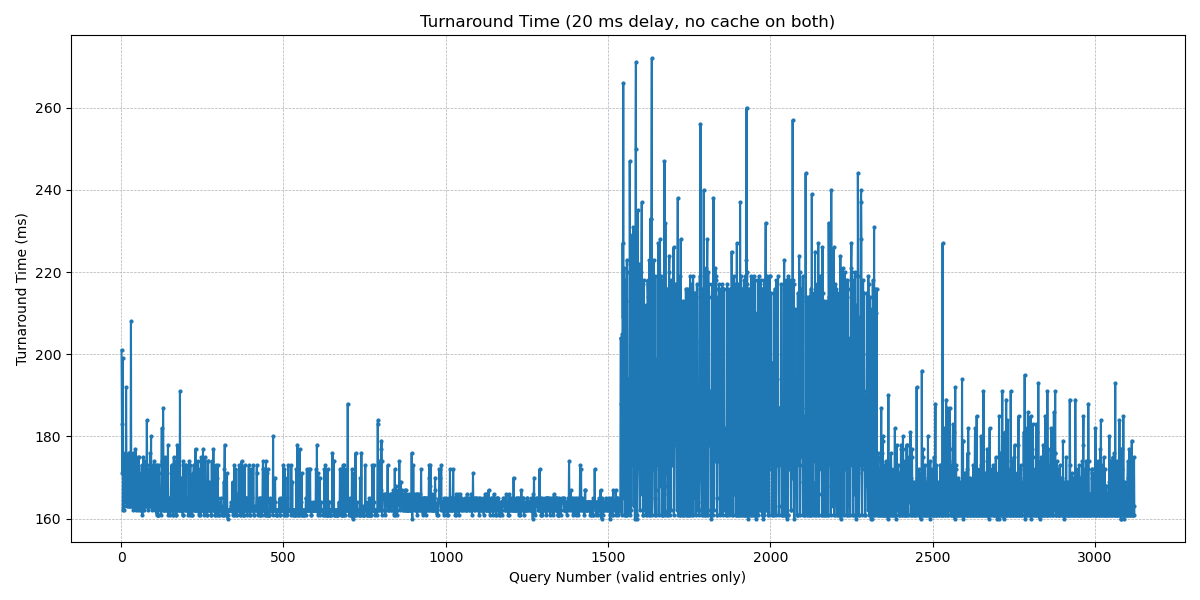 Turnaround Time (20 ms delay, no cache on both)
Turnaround Time (ms)
260
240
220
200
180
160
0 500 1000 1500 2000 2500 3000
Query Number (valid entries only)